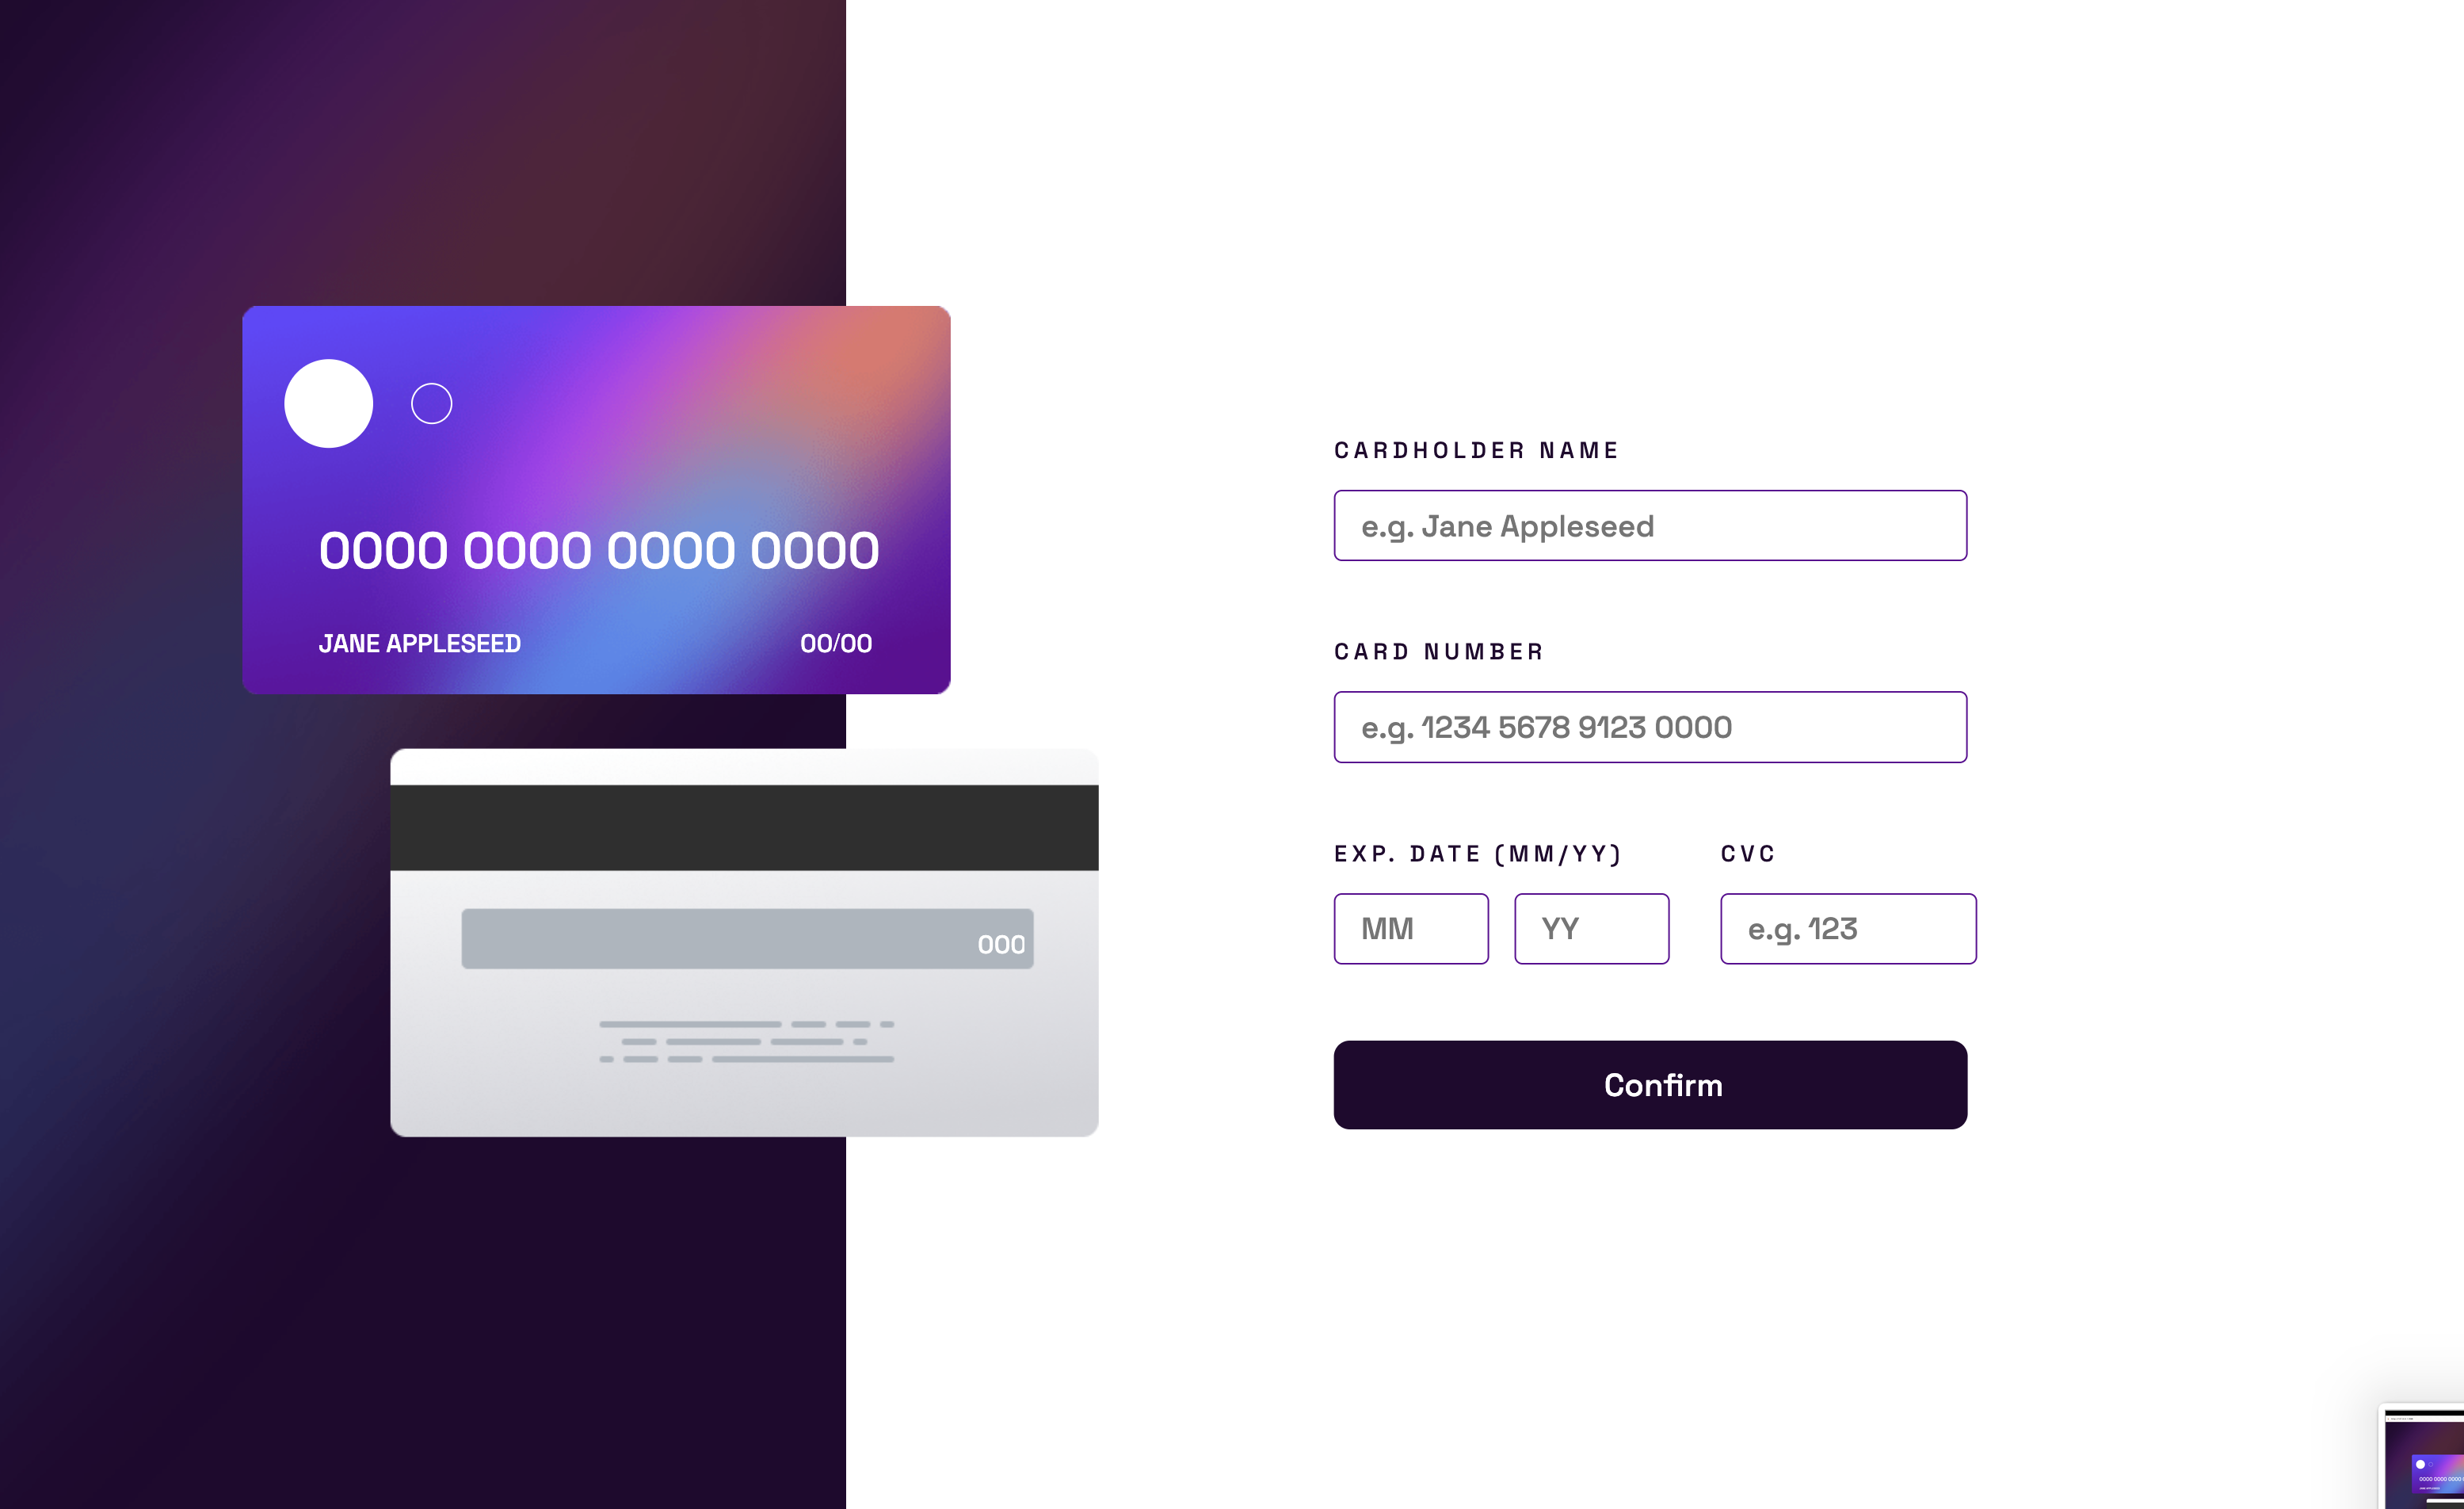 0000 0000 0000 0000
JANE APPLESEED 00/00
000
CARDHOLDER NAME
e.g. Jane Appleseed
CARD NUMBER
e.g. 1234 5678 9123 0000
EXP. DATE (MM/YY) CVC
MM YY e.g. 123
Confirm